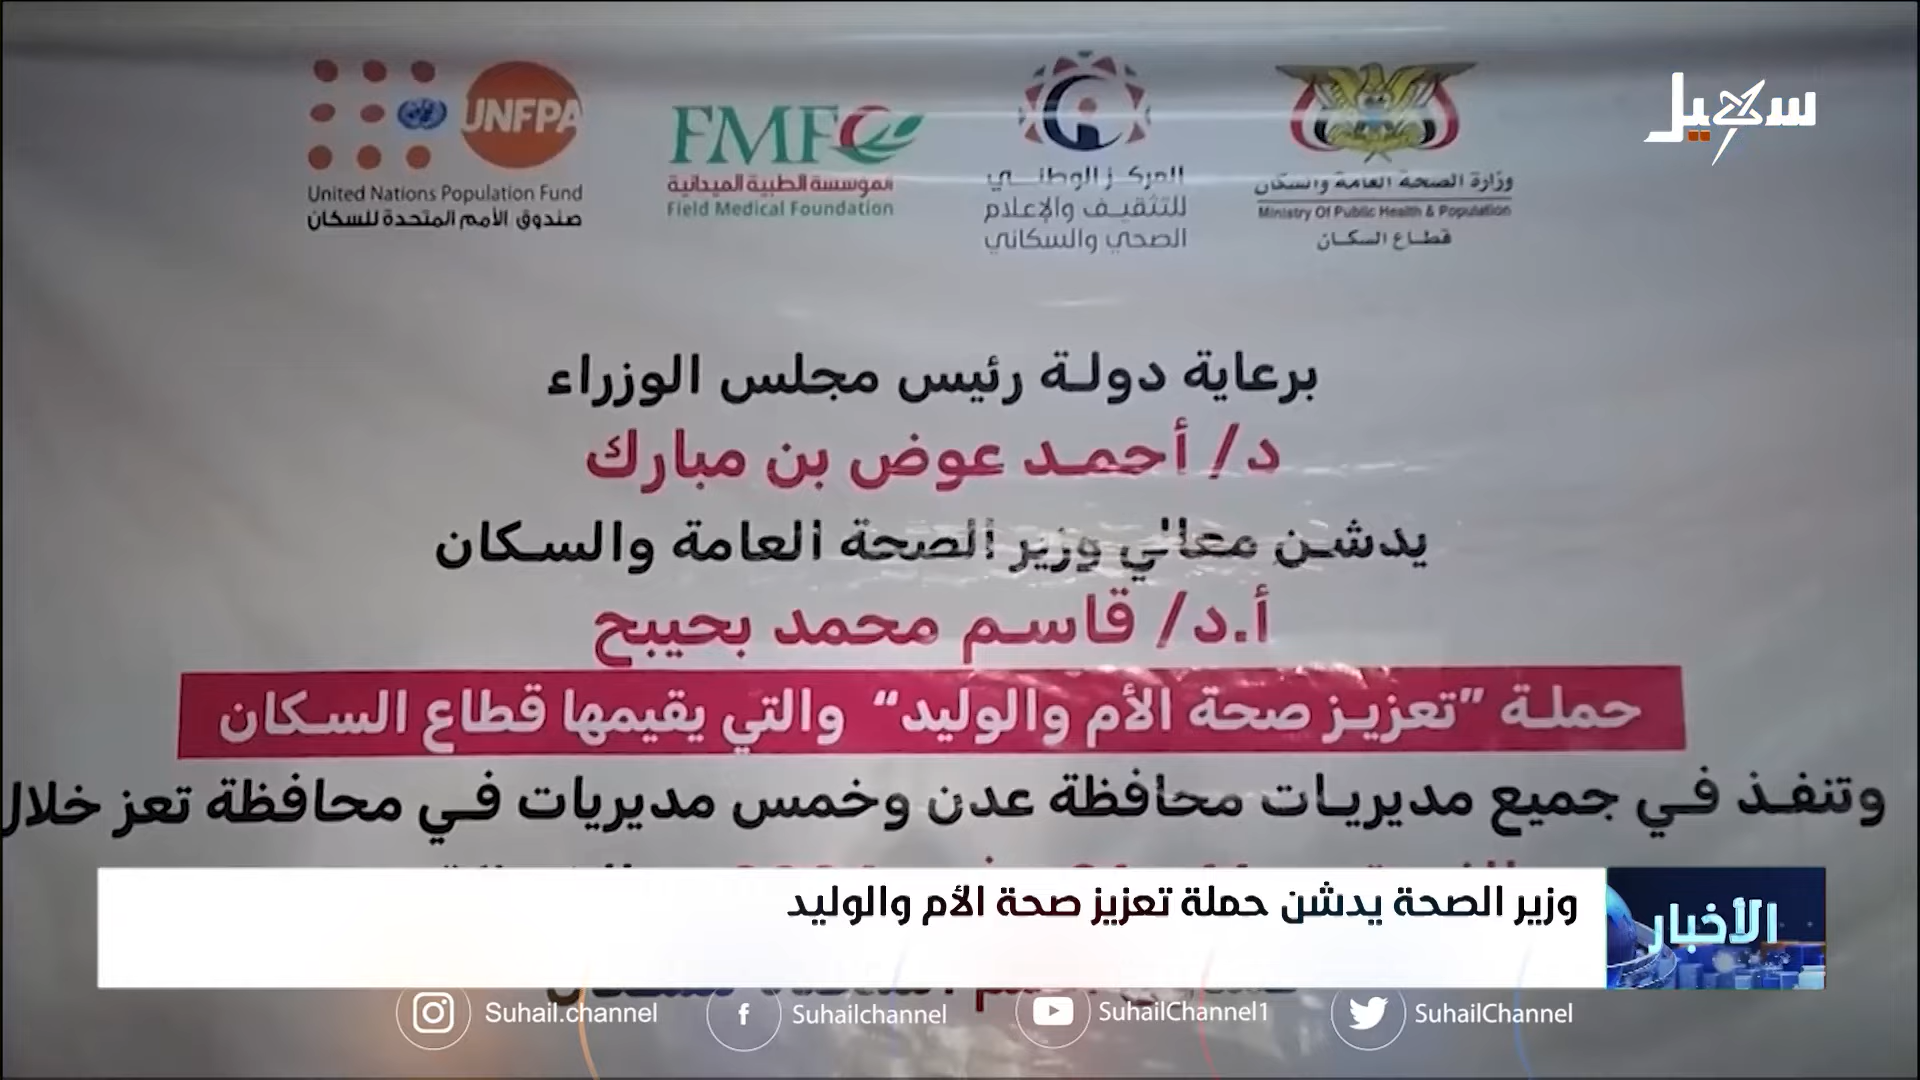 سهيل
UNFPA
United Nations Population Fund
صندوق الأمم المتحدة للسكان
FMF
المؤسسة الطبية الميدانية
Field Medical Foundation
المركز الوطني
للتثقيف والإعلام
الصحي والسكاني
وزارة الصحة العامة والسكان
Ministry Of Public Health & Population
قطاع السكان
برعاية دولة رئيس مجلس الوزراء
د/ أحمد عوض بن مبارك
يدشن معالي وزير الصحة العامة والسكان
أ.د/ قاسم محمد بحيبح
حملة "تعزيز صحة الأم والوليد" والتي يقيمها قطاع السكان
وتنفذ في جميع مديريات محافظة عدن وخمس مديريات في محافظة تعز خلال
الأخبار
وزير الصحة يدشن حملة تعزيز صحة الأم والوليد
Suhail.channel
Suhailchannel
SuhailChannel1
SuhailChannel